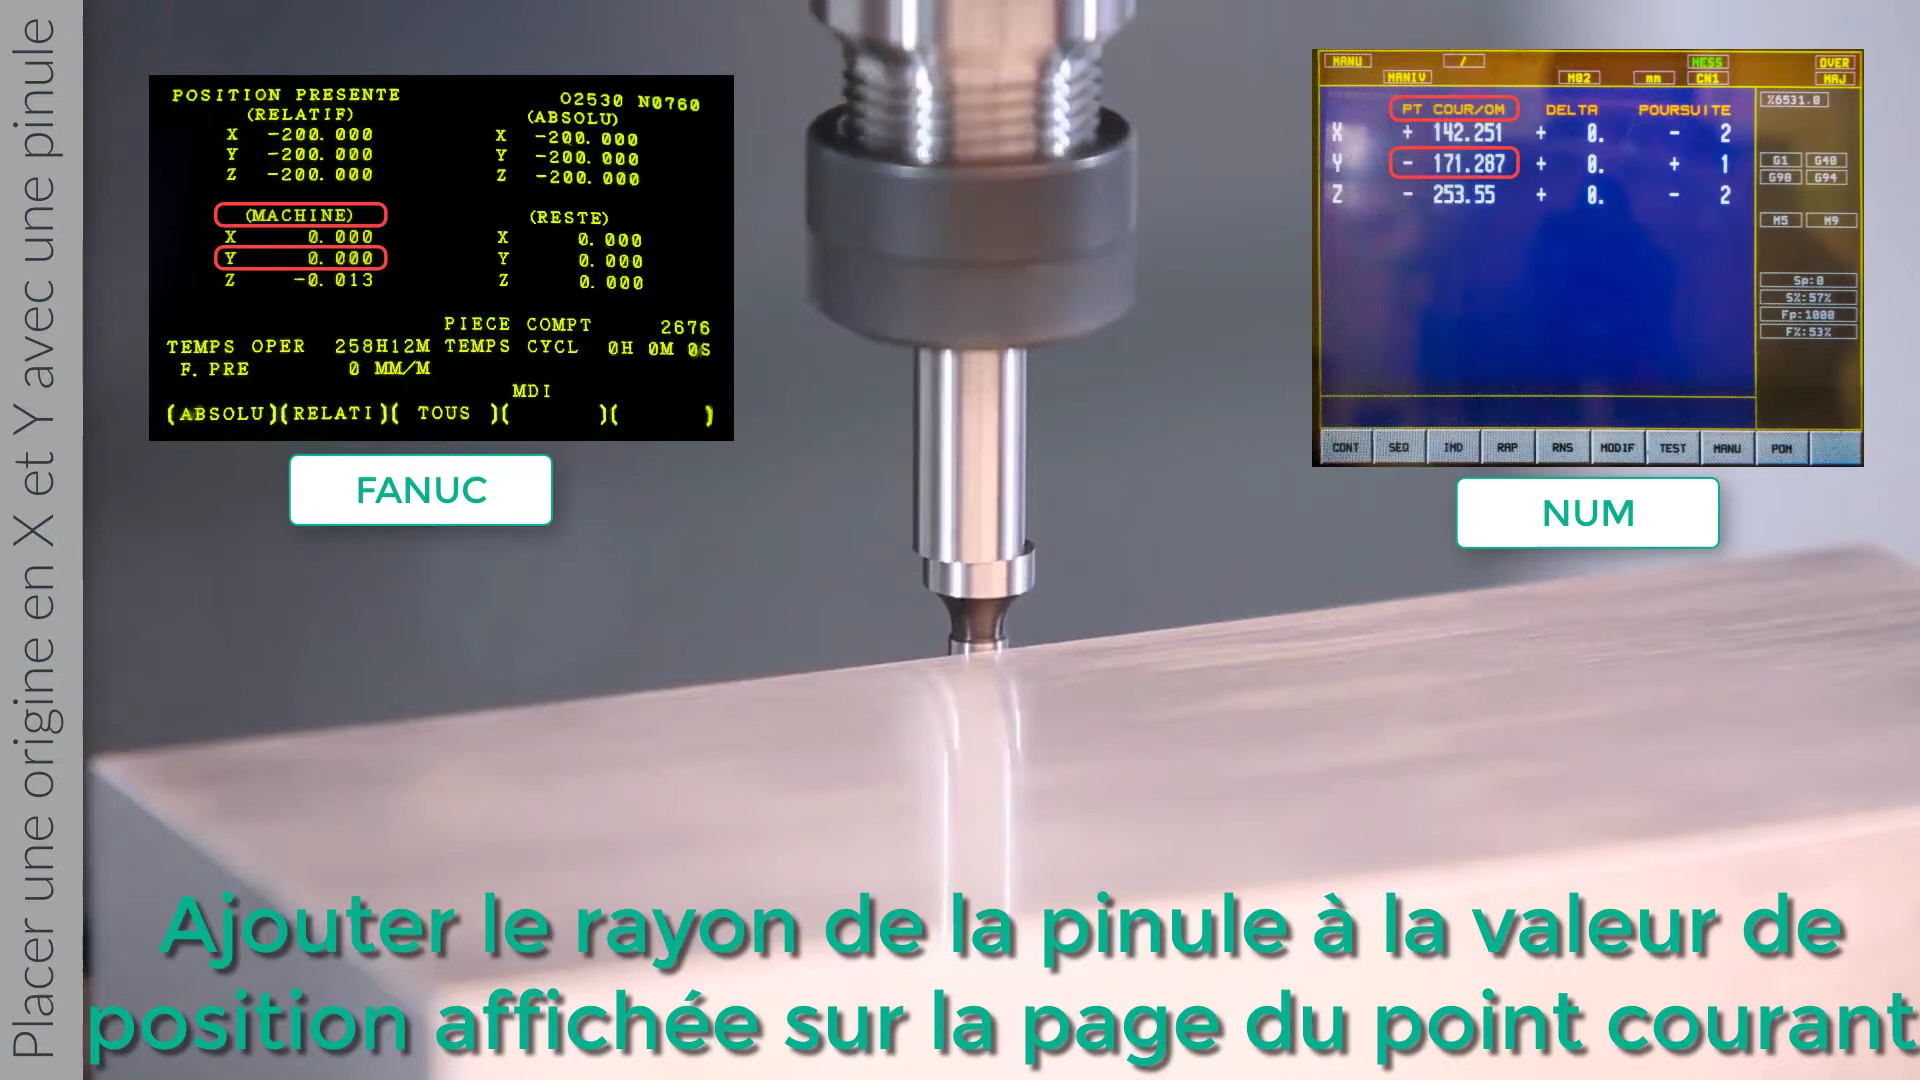 Placer une origine en X et Y avec une pinule
POSITION PRESENTE O2530 N0760
(RELATIF) (ABSOLU)
X -200.000 X -200.000
Y -200.000 Y -200.000
Z -200.000 Z -200.000
(MACHINE) (RESTE)
X 0.000 X 0.000
Y 0.000 Y 0.000
Z -0.013 Z 0.000
PIECE COMPT 2676
TEMPS OPER 258H12M TEMPS CYCL 0H 0M 0S
F. PRE 0 MM/M
MDI
(ABSOLU)(RELATI)( TOUS )( )( )
FANUC
MANU / MESS OVER
MANIV M02 mm CN1 MAJ
PT COUR/OM DELTA POURSUITE
X + 142.251 + 0. - 2
Y - 171.287 + 0. + 1
Z - 253.55 + 0. - 2
%6531.0
G1 G40
G90 G94
M5 M9
Sp:0
S%:57%
Fp:1000
F%:53%
CONT SEQ IMD RAP RNS MODIF TEST MANU POM
NUM
Ajouter le rayon de la pinule à la valeur de
position affichée sur la page du point courant